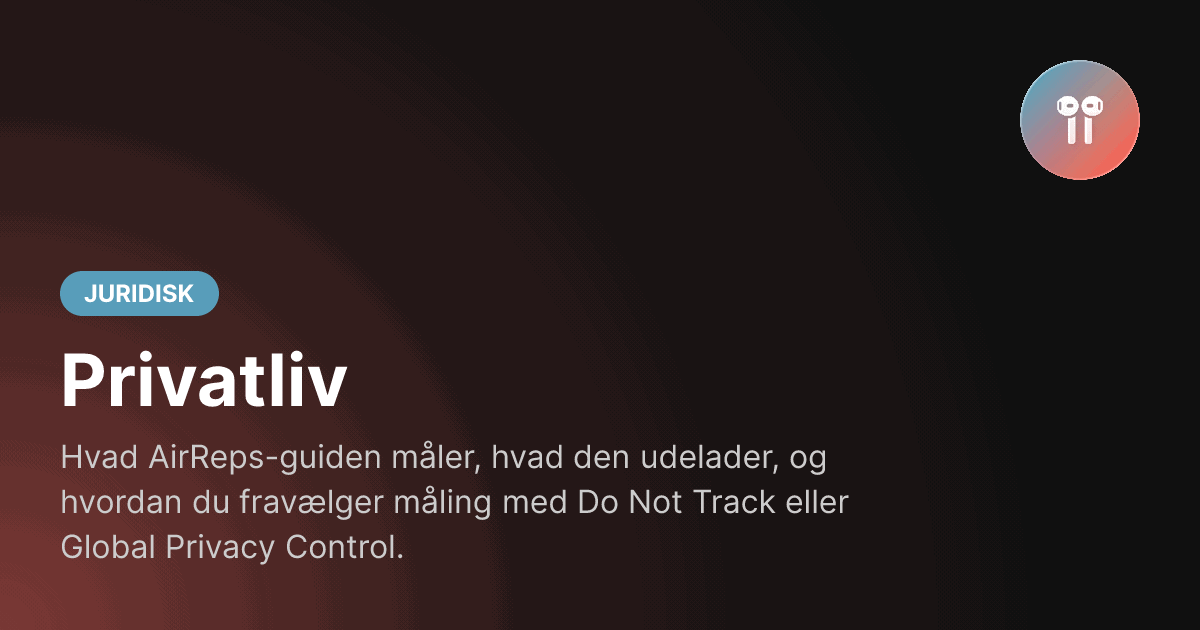 JURIDISK
Privatliv
Hvad AirReps-guiden måler, hvad den udelader, og
hvordan du fravælger måling med Do Not Track eller
Global Privacy Control.